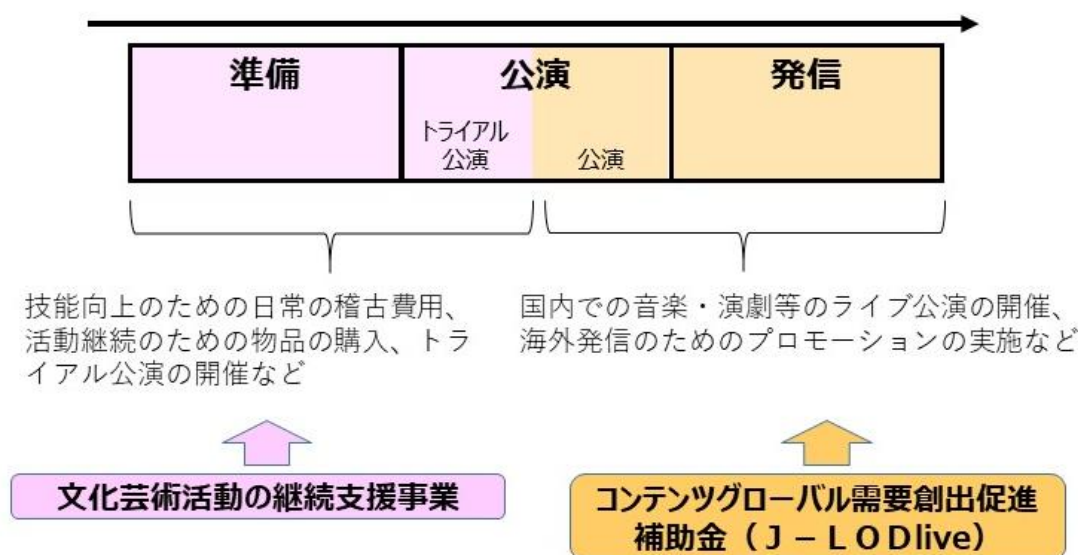 準備
公演
発信
トライアル
公演
公演
技能向上のための日常の稽古費用、
活動継続のための物品の購入、トラ
イアル公演の開催など
国内での音楽・演劇等のライブ公演の開催、
海外発信のためのプロモーションの実施など
文化芸術活動の継続支援事業
コンテンツグローバル需要創出促進
補助金（Ｊ－ＬＯＤlive）